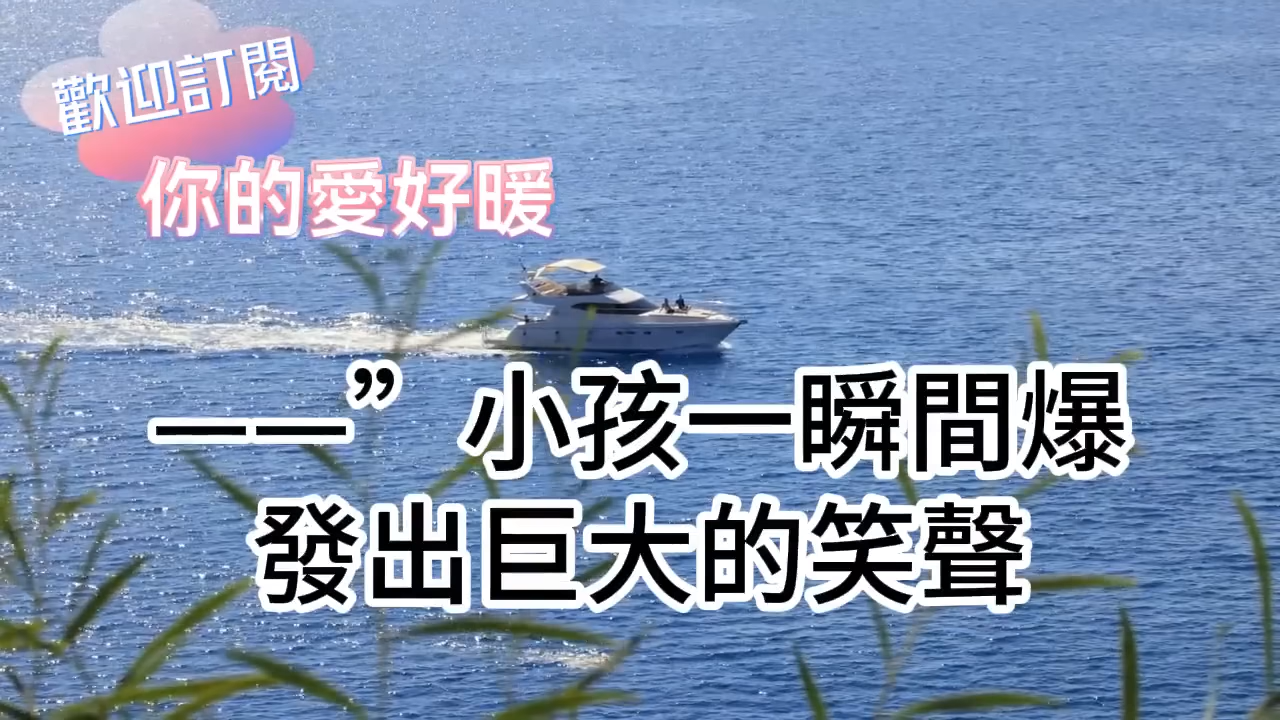 歡迎訂閱
你的愛好暖
——” 小孩一瞬間爆
發出巨大的笑聲